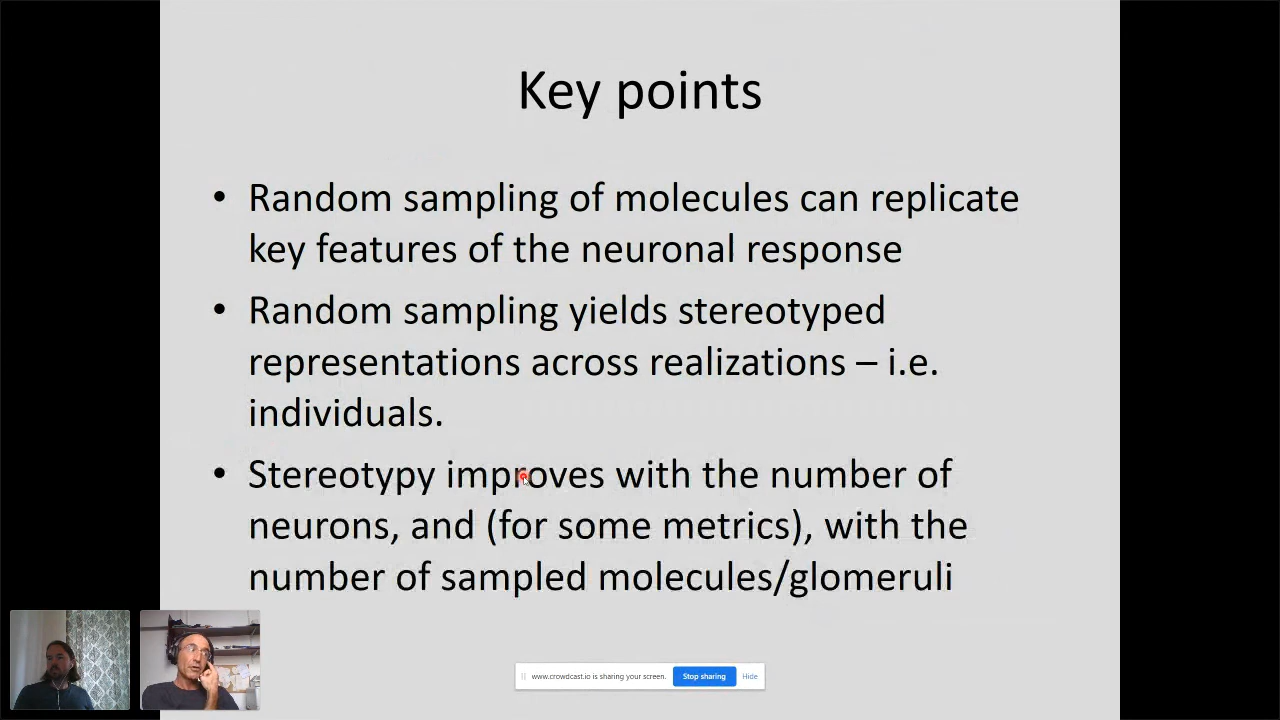 Key points
• Random sampling of molecules can replicate
key features of the neuronal response
• Random sampling yields stereotyped
representations across realizations – i.e.
individuals.
• Stereotypy improves with the number of
neurons, and (for some metrics), with the
number of sampled molecules/glomeruli
www.crowdcast.io is sharing your screen. Stop sharing Hide